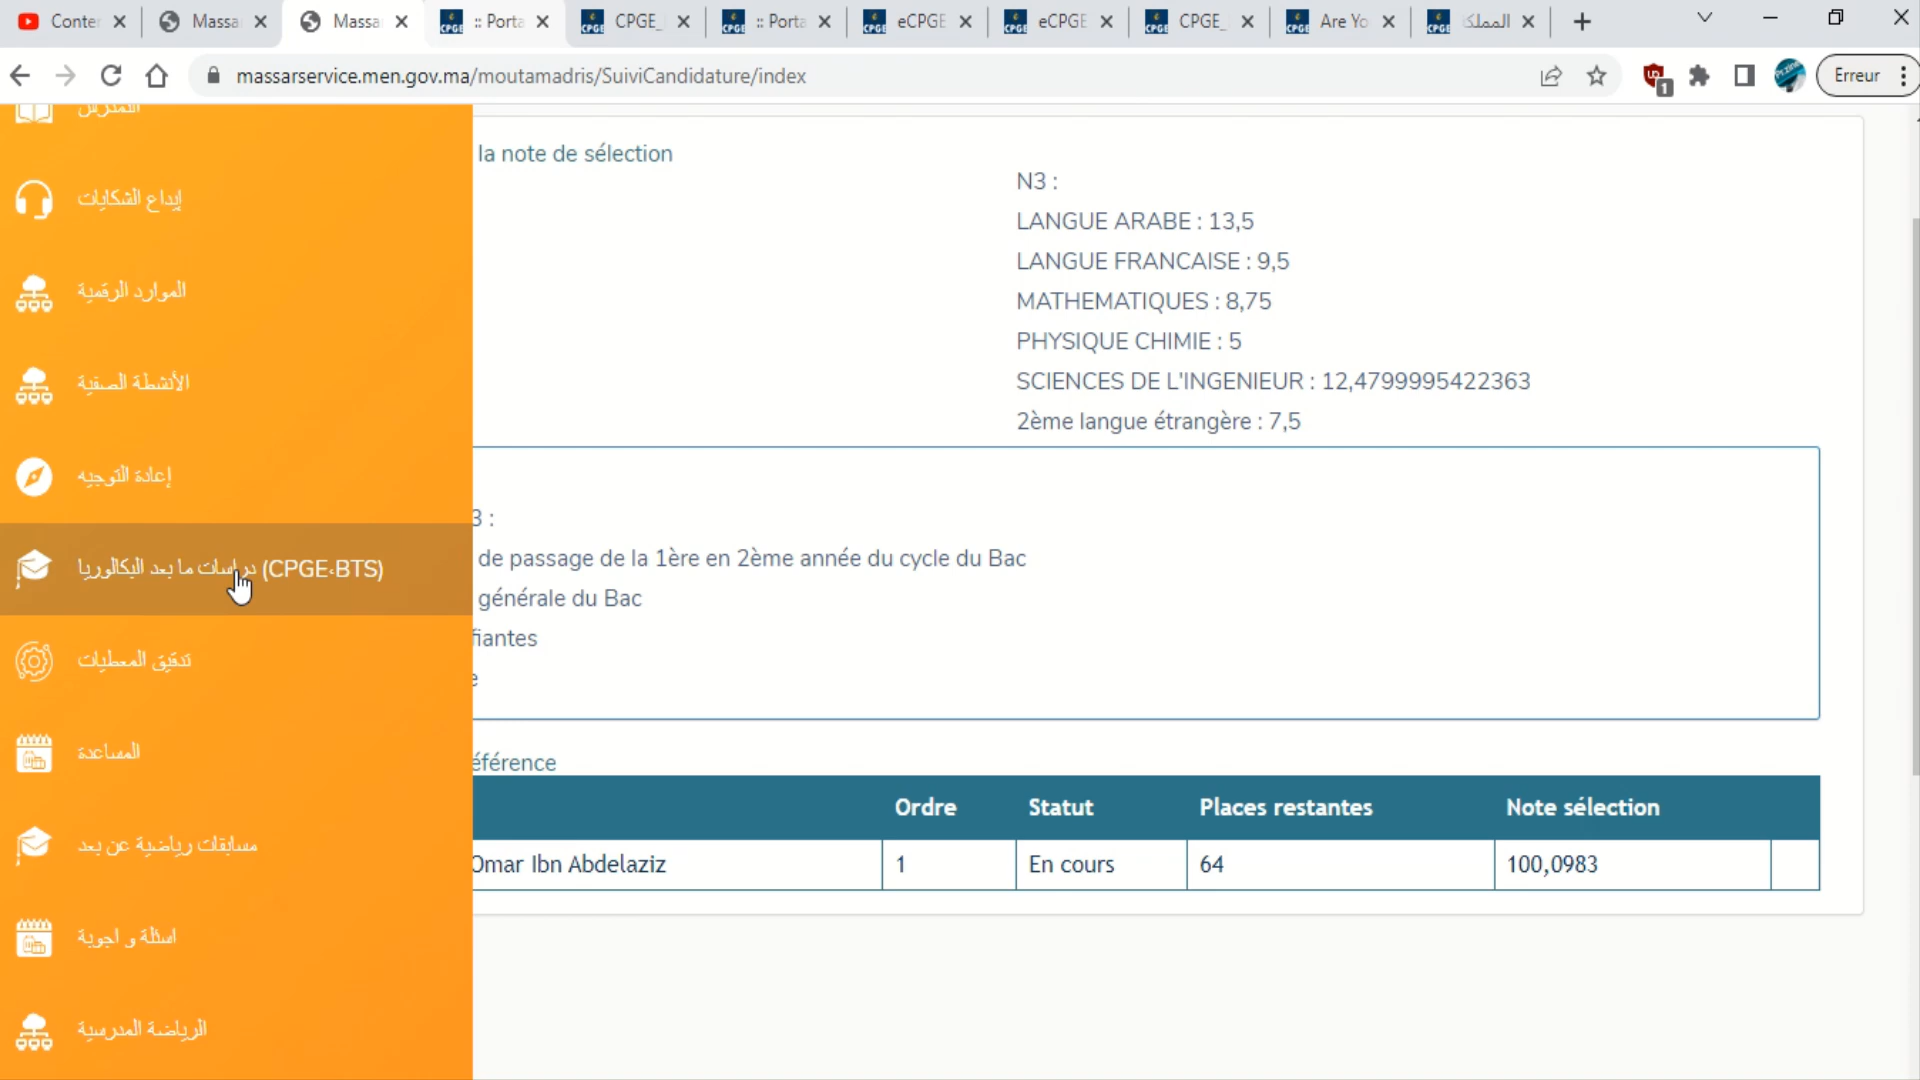 Conter
Massa
Massa
:: Porta
CPGE_
:: Porta
eCPGE
eCPGE
CPGE_
Are Yo
المملكة
massarservice.men.gov.ma/moutamadris/SuiviCandidature/index
1
Erreur
التمدرس
إيداع الشكايات
الموارد الرقمية
الأنشطة الصفية
إعادة التوجيه
دراسات ما بعد البكالوريا (CPGE،BTS)
تدقيق المعطيات
المساعدة
مسابقات رياضية عن بعد
اسئلة و اجوبة
الرياضة المدرسية
la note de sélection
N3 :
LANGUE ARABE : 13,5
LANGUE FRANCAISE : 9,5
MATHEMATIQUES : 8,75
PHYSIQUE CHIMIE : 5
SCIENCES DE L'INGENIEUR : 12,4799995422363
2ème langue étrangère : 7,5
3 :
de passage de la 1ère en 2ème année du cycle du Bac
générale du Bac
fiantes
e
éférence
Ordre Statut Places restantes Note sélection
Omar Ibn Abdelaziz 1 En cours 64 100,0983